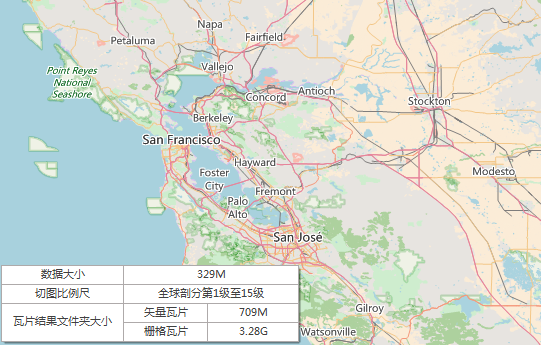 Napa
Petaluma
Fairfield
Vallejo
Point Reyes
National
Seashore
Concord
Antioch
Stockton
Berkeley
San Francisco
Hayward
Modesto
Foster
City
Fremont
Palo
Alto
San José
Gilroy
Watsonville
数据大小 329M
切图比例尺 全球剖分第1级至15级
瓦片结果文件夹大小 矢量瓦片 709M
栅格瓦片 3.28G